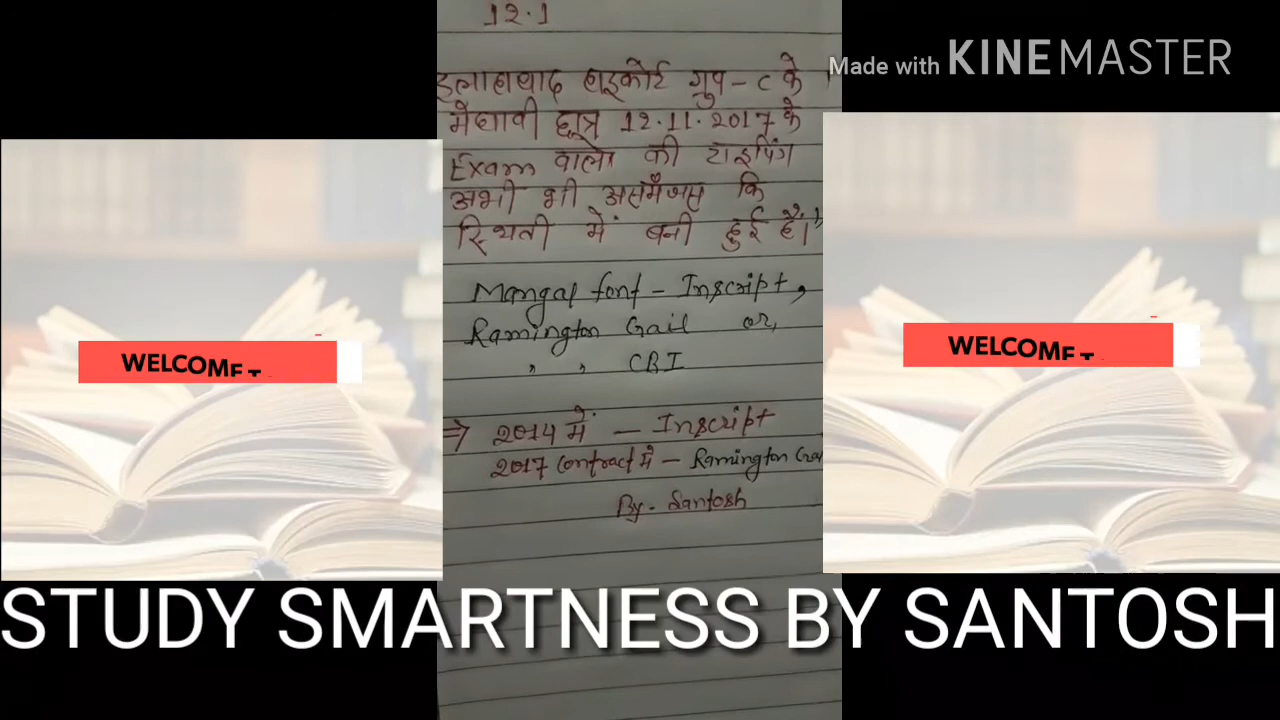 12.1
Made with KINEMASTER
इलाहाबाद हाइकोर्ट ग्रुप – C के
मेघावी छात्र 12.11.2017 के
Exam वालो की टाइपिंग
अभी भी असमँजस कि
स्थिती में बनी हुई है।"
Mangal font – Inscript,
Ramington Gail or,
" " CBI
⇒ 2014 में – Inscript
2017 Contract मे – Ramington
By - Santosh
WELCOME
WELCOME
STUDY SMARTNESS BY SANTOSH